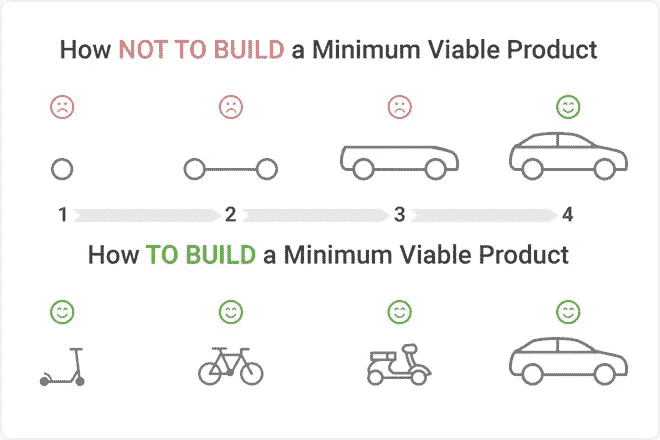 How NOT TO BUILD a Minimum Viable Product
1 2 3 4
How TO BUILD a Minimum Viable Product